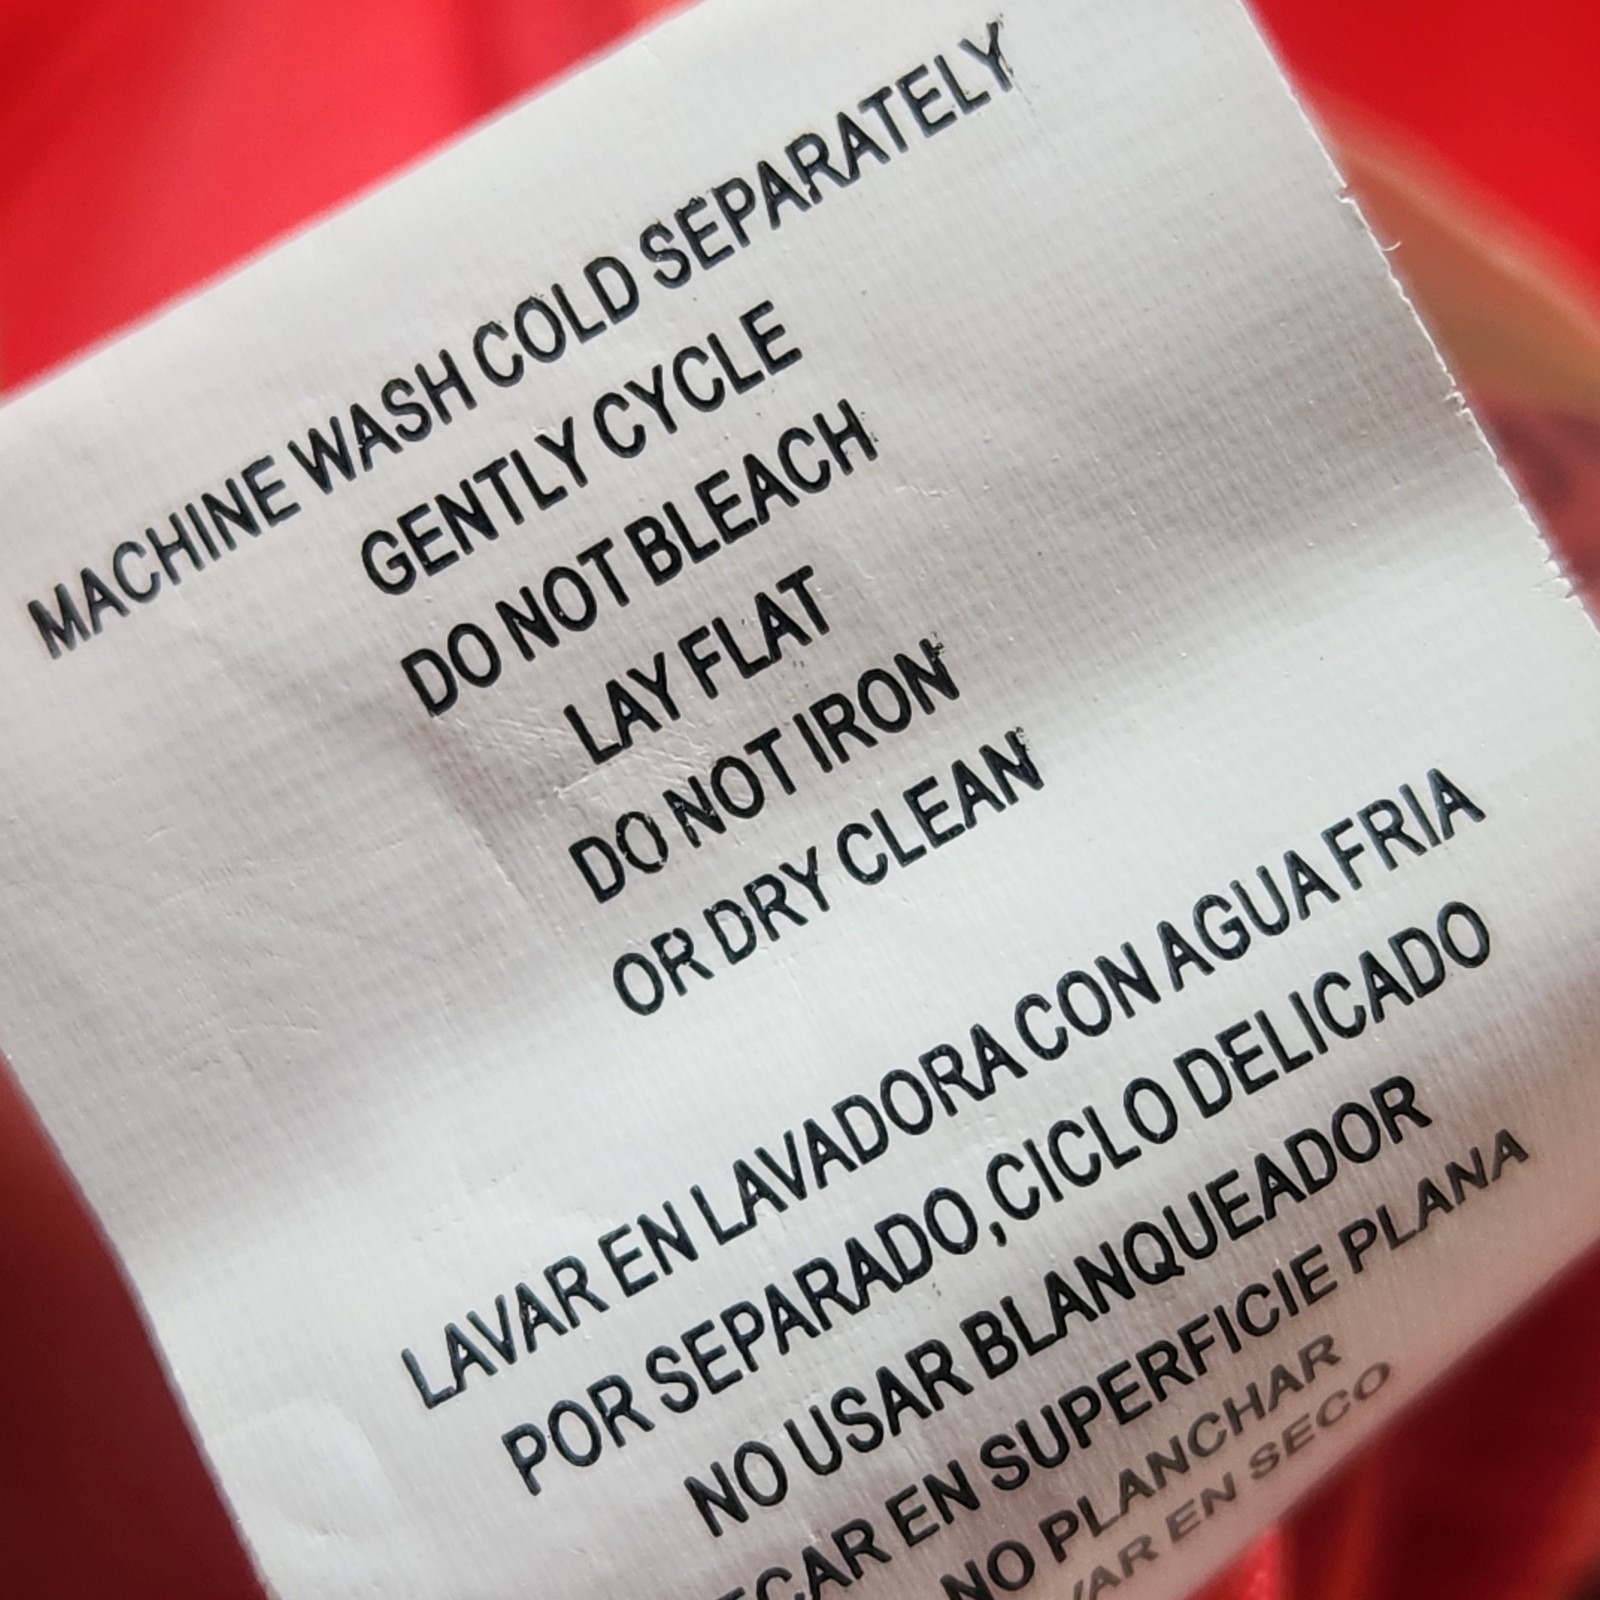 MACHINE WASH COLD SEPARATELY
GENTLY CYCLE
DO NOT BLEACH
LAY FLAT
DO NOT IRON
OR DRY CLEAN
LAVAR EN LAVADORA CON AGUA FRIA
POR SEPARADO, CICLO DELICADO
NO USAR BLANQUEADOR
EN SUPERFICIE PLANA
NO PLANCHAR
EN SECO